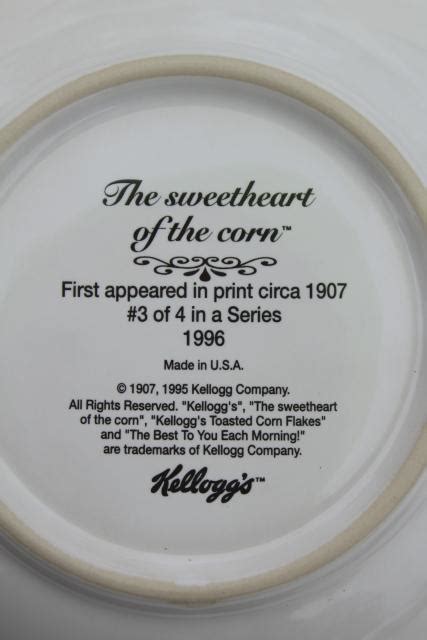 The sweetheart
of the corn™
First appeared in print circa 1907
#3 of 4 in a Series
1996
Made in U.S.A.
© 1907, 1995 Kellogg Company.
All Rights Reserved. "Kellogg's", "The sweetheart
of the corn", "Kellogg's Toasted Corn Flakes"
and "The Best To You Each Morning!"
are trademarks of Kellogg Company.
Kellogg's™